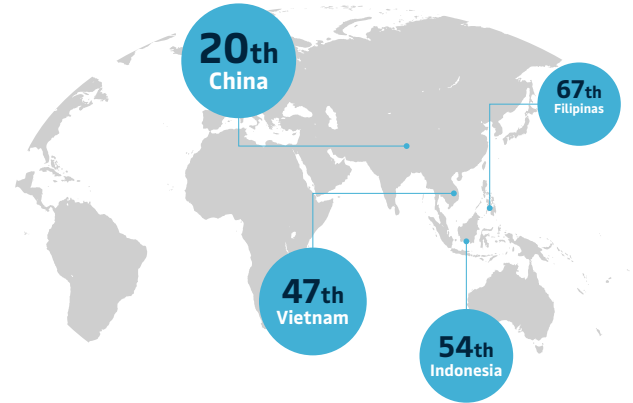 20th
China
67th
Filipinas
47th
Vietnam
54th
Indonesia